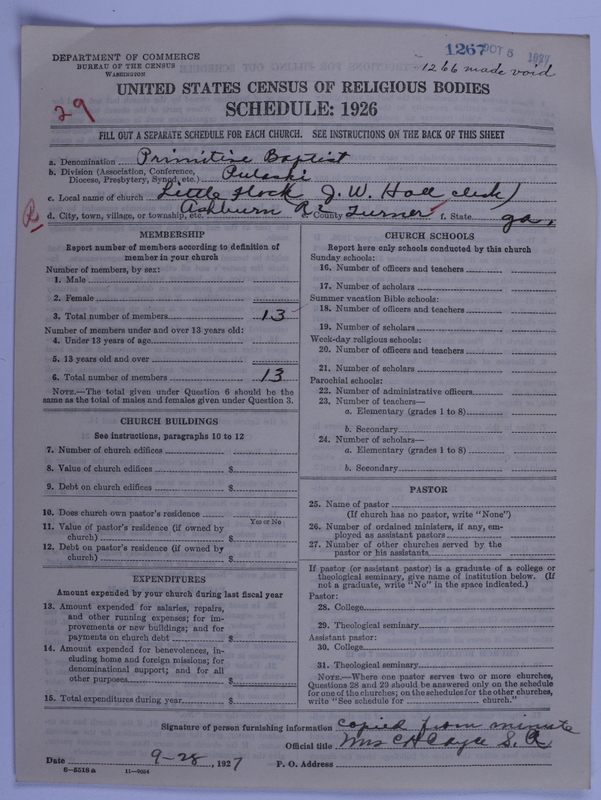 1267 OCT 5 1927
1266 made void
DEPARTMENT OF COMMERCE
BUREAU OF THE CENSUS
WASHINGTON
29
UNITED STATES CENSUS OF RELIGIOUS BODIES
SCHEDULE: 1926
FILL OUT A SEPARATE SCHEDULE FOR EACH CHURCH. SEE INSTRUCTIONS ON THE BACK OF THIS SHEET
a. Denomination Primitive Baptist
b. Division (Association, Conference,
Diocese, Presbytery, Synod, etc.) Pulaski
c. Local name of church Little Flock J. W. Hall clerk)
R
d. City, town, village, or township, etc. Ashburn R2 County Turner f. State ga.
MEMBERSHIP
Report number of members according to definition of
member in your church
Number of members, by sex:
1. Male
2. Female
3. Total number of members 13
Number of members under and over 13 years old:
4. Under 13 years of age
5. 13 years old and over
6. Total number of members 13
NOTE.—The total given under Question 6 should be the
same as the total of males and females given under Question 3.
CHURCH BUILDINGS
See instructions, paragraphs 10 to 12
7. Number of church edifices
8. Value of church edifices $
9. Debt on church edifices $
10. Does church own pastor's residence
Yes or No
11. Value of pastor's residence (if owned by
church) $
12. Debt on pastor's residence (if owned by
church) $
EXPENDITURES
Amount expended by your church during last fiscal year
13. Amount expended for salaries, repairs,
and other running expenses; for im-
provements or new buildings; and for
payments on church debt $
14. Amount expended for benevolences, in-
cluding home and foreign missions; for
denominational support; and for all
other purposes $
15. Total expenditures during year $
CHURCH SCHOOLS
Report here only schools conducted by this church
Sunday schools:
16. Number of officers and teachers
17. Number of scholars
Summer vacation Bible schools:
18. Number of officers and teachers
19. Number of scholars
Week-day religious schools:
20. Number of officers and teachers
21. Number of scholars
Parochial schools:
22. Number of administrative officers
23. Number of teachers—
a. Elementary (grades 1 to 8)
b. Secondary
24. Number of scholars—
a. Elementary (grades 1 to 8)
b. Secondary
PASTOR
25. Name of pastor
(If church has no pastor, write "None")
26. Number of ordained ministers, if any, em-
ployed as assistant pastors
27. Number of other churches served by the
pastor or his assistants
If pastor (or assistant pastor) is a graduate of a college or
theological seminary, give name of institution below. (If
not a graduate, write "No" in the space indicated.)
Pastor:
28. College
29. Theological seminary
Assistant pastor:
30. College
31. Theological seminary
NOTE.—Where one pastor serves two or more churches,
Questions 28 and 29 should be answered only on the schedule
for one of the churches; on the schedules for the other churches,
write "See schedule for church."
Signature of person furnishing information copied from minute
Official title Mrs C H Cayce S. A
Date 9-28, 1927 P. O. Address
6-5518a 11-9054